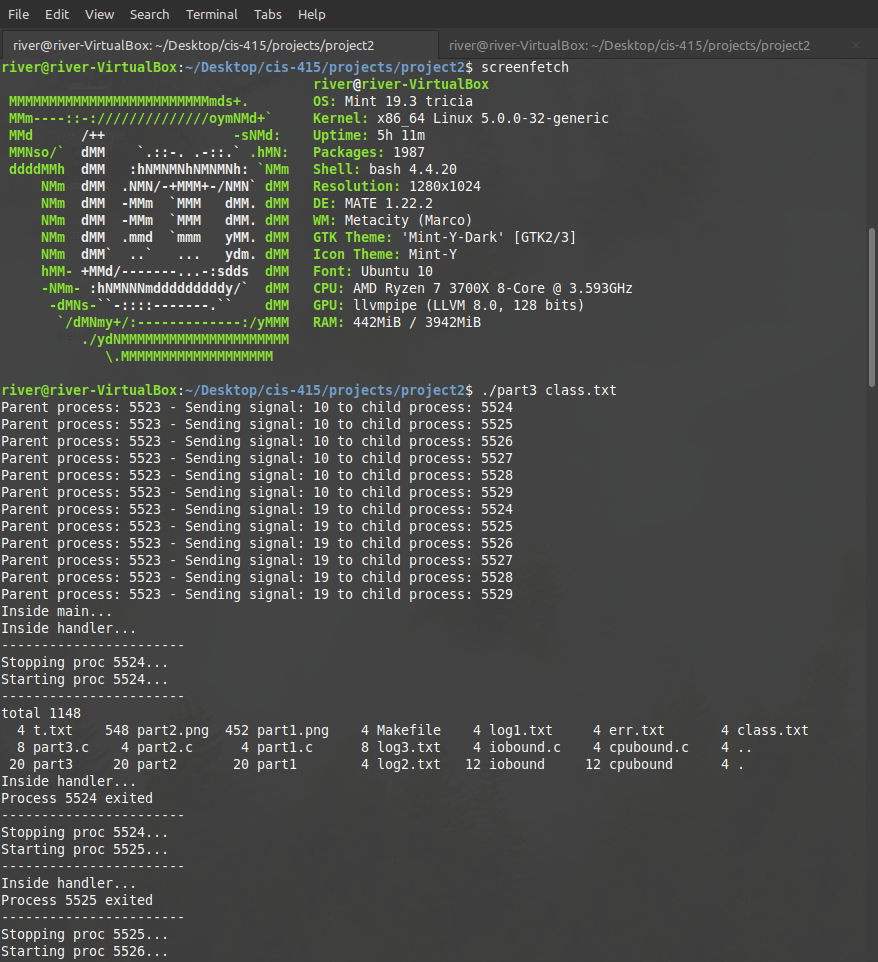 File Edit View Search Terminal Tabs Help
river@river-VirtualBox: ~/Desktop/cis-415/projects/project2 river@river-VirtualBox: ~/Desktop/cis-415/projects/project2 ×
river@river-VirtualBox:~/Desktop/cis-415/projects/project2$ screenfetch
river@river-VirtualBox
MMMMMMMMMMMMMMMMMMMMMMMMMmds+. OS: Mint 19.3 tricia
MMm----::-://////////////oymNMd+` Kernel: x86_64 Linux 5.0.0-32-generic
MMd /++ -sNMd: Uptime: 5h 11m
MMNso/` dMM `.::-. .-::.` .hMN: Packages: 1987
ddddMMh dMM :hNMNMNhNMNMNh: `NMm Shell: bash 4.4.20
NMm dMM .NMN/-+MMM+-/NMN` dMM Resolution: 1280x1024
NMm dMM -MMm `MMM dMM. dMM DE: MATE 1.22.2
NMm dMM -MMm `MMM dMM. dMM WM: Metacity (Marco)
NMm dMM .mmd `mmm yMM. dMM GTK Theme: 'Mint-Y-Dark' [GTK2/3]
NMm dMM` ..` ... ydm. dMM Icon Theme: Mint-Y
hMM- +MMd/-------...-:sdds dMM Font: Ubuntu 10
-NMm- :hNMNNNmdddddddddy/` dMM CPU: AMD Ryzen 7 3700X 8-Core @ 3.593GHz
-dMNs-``-::::-------.`` dMM GPU: llvmpipe (LLVM 8.0, 128 bits)
`/dMNmy+/:-------------:/yMMM RAM: 442MiB / 3942MiB
./ydNMMMMMMMMMMMMMMMMMMMMM
\.MMMMMMMMMMMMMMMMMMM
river@river-VirtualBox:~/Desktop/cis-415/projects/project2$ ./part3 class.txt
Parent process: 5523 - Sending signal: 10 to child process: 5524
Parent process: 5523 - Sending signal: 10 to child process: 5525
Parent process: 5523 - Sending signal: 10 to child process: 5526
Parent process: 5523 - Sending signal: 10 to child process: 5527
Parent process: 5523 - Sending signal: 10 to child process: 5528
Parent process: 5523 - Sending signal: 10 to child process: 5529
Parent process: 5523 - Sending signal: 19 to child process: 5524
Parent process: 5523 - Sending signal: 19 to child process: 5525
Parent process: 5523 - Sending signal: 19 to child process: 5526
Parent process: 5523 - Sending signal: 19 to child process: 5527
Parent process: 5523 - Sending signal: 19 to child process: 5528
Parent process: 5523 - Sending signal: 19 to child process: 5529
Inside main...
Inside handler...
-----------------------
Stopping proc 5524...
Starting proc 5524...
-----------------------
total 1148
4 t.txt 548 part2.png 452 part1.png 4 Makefile 4 log1.txt 4 err.txt 4 class.txt
8 part3.c 4 part2.c 4 part1.c 8 log3.txt 4 iobound.c 4 cpubound.c 4 ..
20 part3 20 part2 20 part1 4 log2.txt 12 iobound 12 cpubound 4 .
Inside handler...
Process 5524 exited
-----------------------
Stopping proc 5524...
Starting proc 5525...
-----------------------
Inside handler...
Process 5525 exited
-----------------------
Stopping proc 5525...
Starting proc 5526...